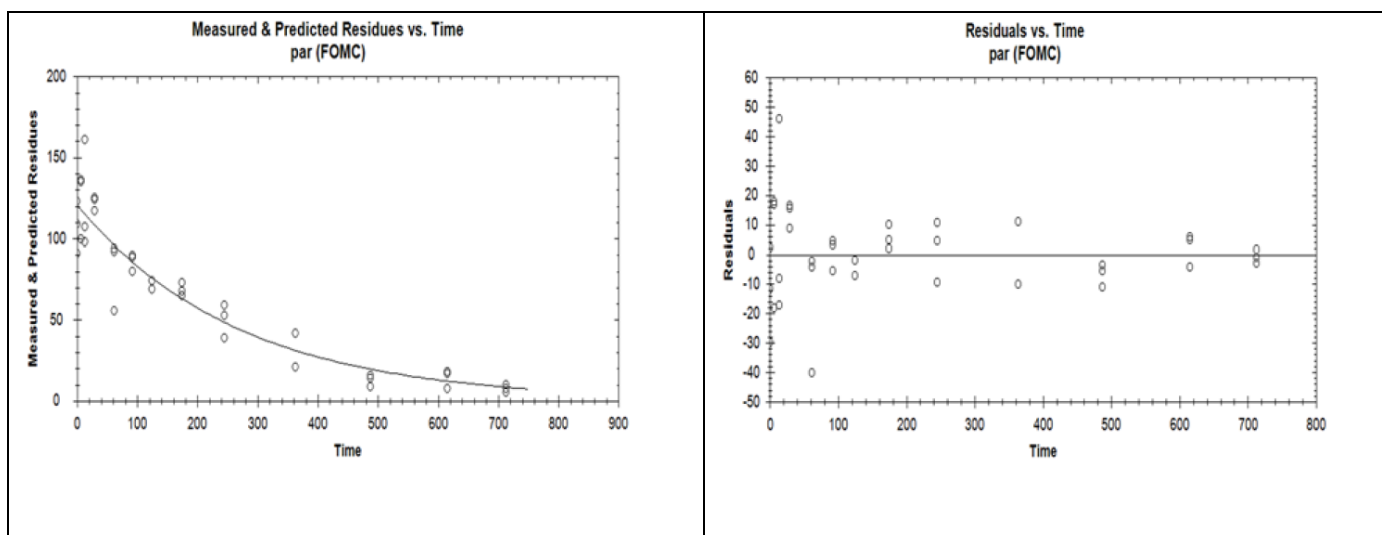 Measured & Predicted Residues vs. Time
par (FOMC)
200
150
100
50
0
Measured & Predicted Residues
0 100 200 300 400 500 600 700 800 900
Time
Residuals vs. Time
par (FOMC)
60
50
40
30
20
10
0
-10
-20
-30
-40
-50
Residuals
0 100 200 300 400 500 600 700 800
Time